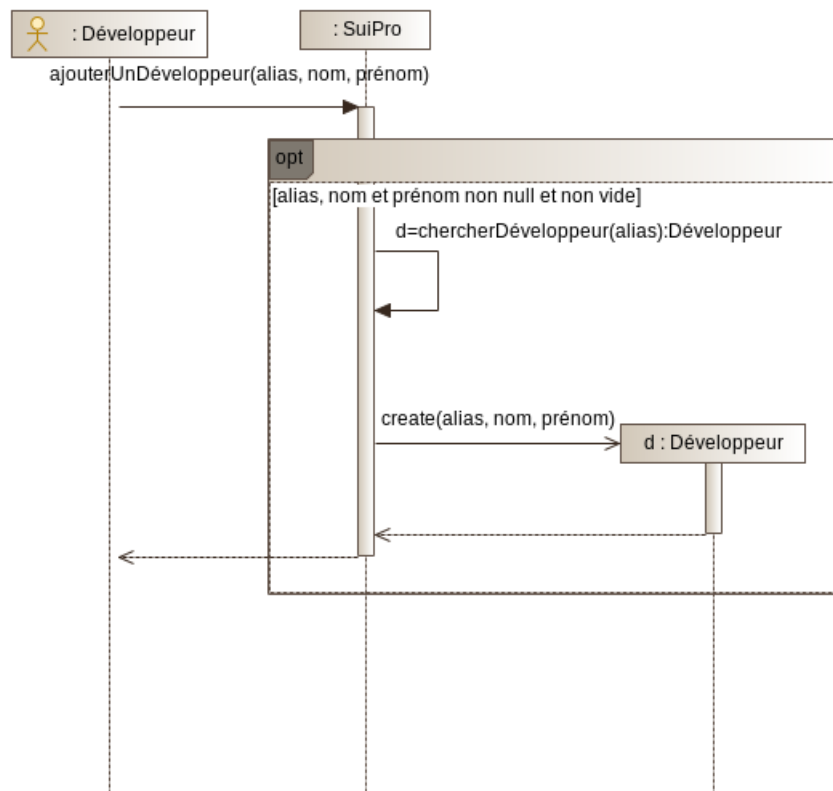 : Développeur
: SuiPro
ajouterUnDéveloppeur(alias, nom, prénom)
opt
[alias, nom et prénom non null et non vide]
d=chercherDéveloppeur(alias):Développeur
create(alias, nom, prénom)
d : Développeur